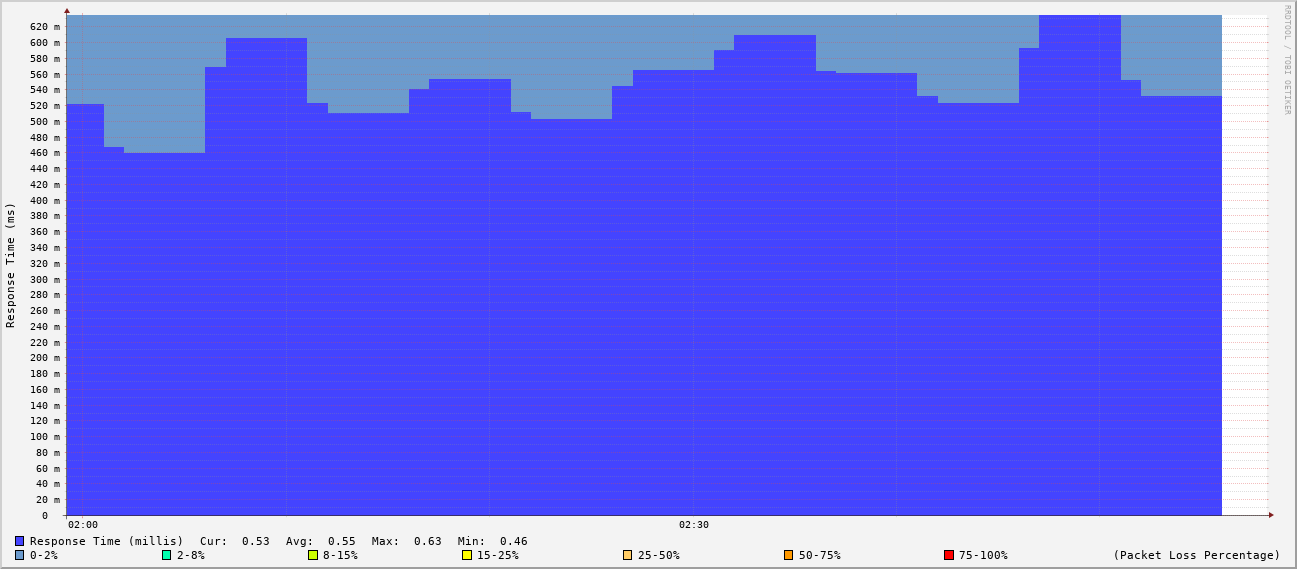 RRDTOOL / TOBI OETIKER
Response Time (ms)
620 m
600 m
580 m
560 m
540 m
520 m
500 m
480 m
460 m
440 m
420 m
400 m
380 m
360 m
340 m
320 m
300 m
280 m
260 m
240 m
220 m
200 m
180 m
160 m
140 m
120 m
100 m
80 m
60 m
40 m
20 m
0
02:00 02:30
Response Time (millis) Cur: 0.53 Avg: 0.55 Max: 0.63 Min: 0.46
0-2% 2-8% 8-15% 15-25% 25-50% 50-75% 75-100% (Packet Loss Percentage)